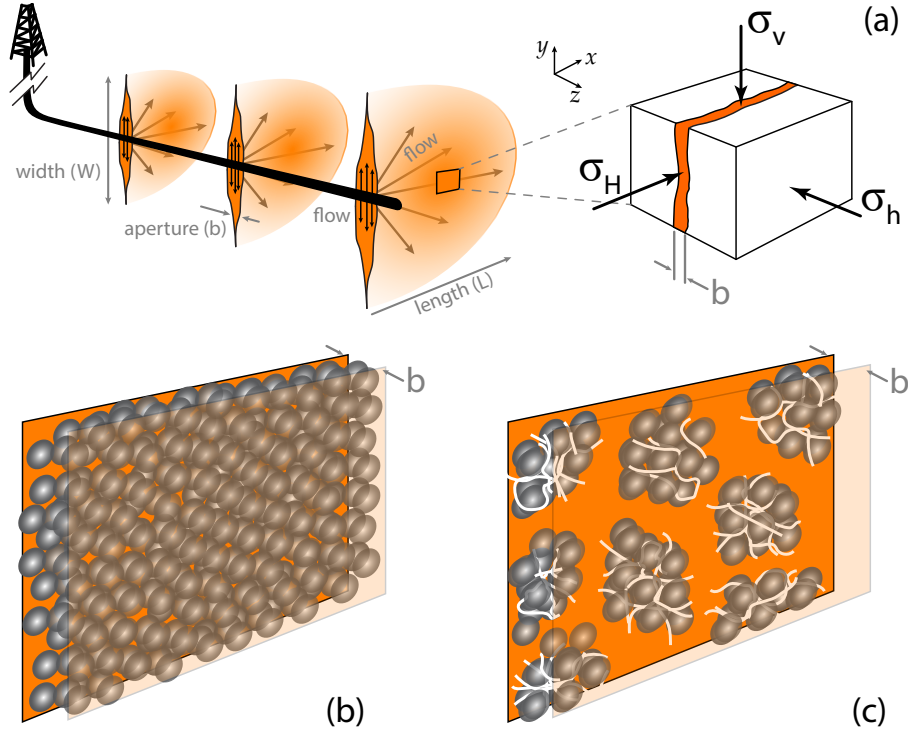 (a)
σv
y
x
z
flow
σH
width (W)
σh
aperture (b)
flow
length (L)
b
b
b
(b)
(c)